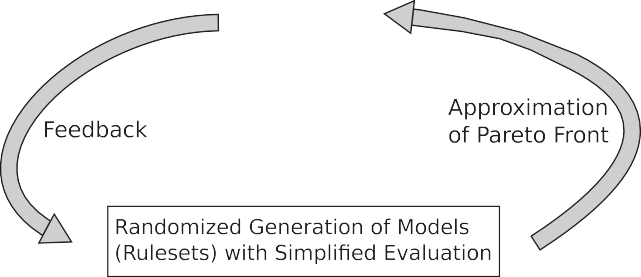 Feedback
Approximation
of Pareto Front
Randomized Generation of Models
(Rulesets) with Simplified Evaluation